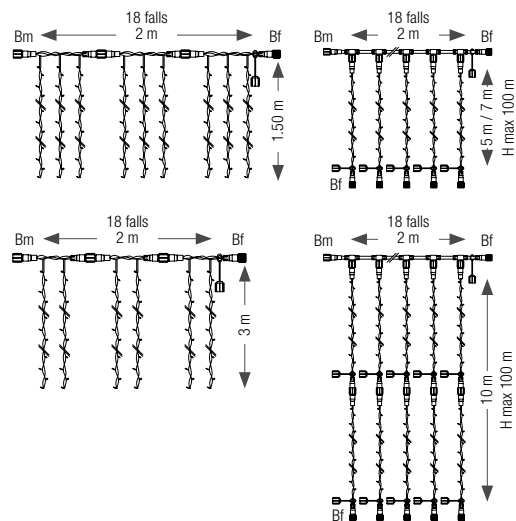 18 falls
Bm 2 m Bf
1.50 m
18 falls
Bm 2 m Bf
5 m / 7 m
H max 100 m
Bf
18 falls
Bm 2 m Bf
3 m
18 falls
Bm 2 m Bf
10 m
H max 100 m
Bf